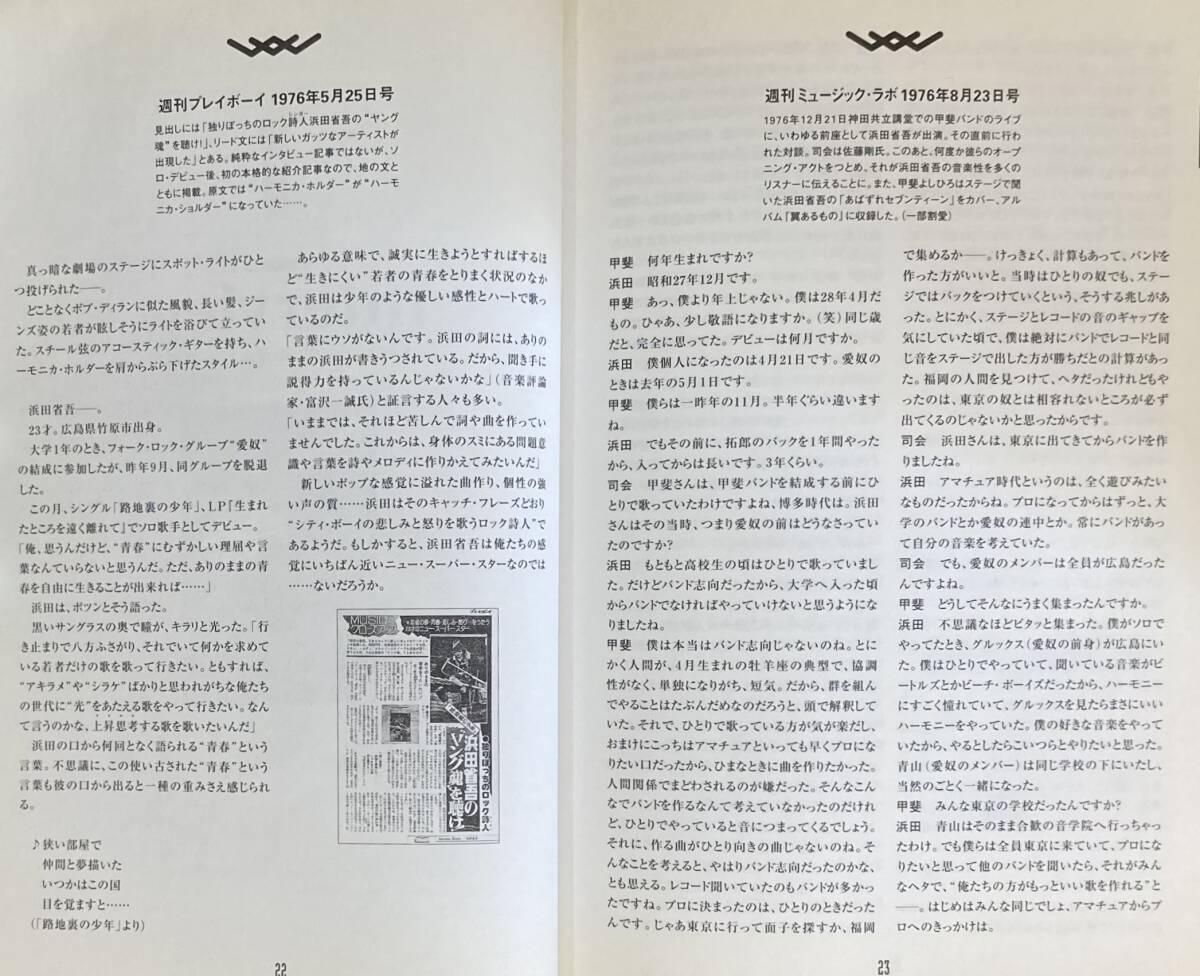 週刊プレイボーイ 1976年5月25日号
見出しには「独りぼっちのロック詩人浜田省吾の“ヤング
魂”を聴け!」、リード文には「新しいガッツなアーティストが
出現した」とある。純粋なインタビュー記事ではないが、ソ
ロ・デビュー後、初の本格的な紹介記事なので、地の文と
ともに掲載。原文では“ハーモニカ・ホルダー”が“ハーモ
ニカ・ショルダー”になっていた……。
真っ暗な劇場のステージにスポット・ライトがひと
つ投げられた――。
どことなくボブ・ディランに似た風貌、長い髪、ジー
ンズ姿の若者が眩しそうにライトを浴びて立ってい
た。スチール弦のアコースティック・ギターを持ち、ハ
ーモニカ・ホルダーを肩からぶら下げたスタイル…。
浜田省吾――。
23才。広島県竹原市出身。
大学1年のとき、フォーク・ロック・グループ“愛奴”
の結成に参加したが、昨年9月、同グループを脱退
した。
この月、シングル「路地裏の少年」、LP「生まれ
たところを遠く離れて」でソロ歌手としてデビュー。
「俺、思うんだけど、“青春”にむずかしい理屈や言
葉なんていらないと思うんだ。ただ、ありのままの青
春を自由に生きることが出来れば……」
浜田は、ポツンとそう語った。
黒いサングラスの奥で瞳が、キラリと光った。「行
き止まりで八方ふさがり、それでいて何かを求めて
いる若者だけの歌を歌って行きたい。ともすれば、
“アキラメ”や“シラケ”ばかりと思われがちな俺たち
の世代に“光”をあたえる歌をやって行きたい。なん
て言うのかな、上昇思考する歌を歌いたいんだ」
浜田の口から何回となく語られる“青春”という
言葉。不思議に、この使い古された“青春”という
言葉も彼の口から出ると一種の重みさえ感じられ
る。
♪狭い部屋で
仲間と夢描いた
いつかはこの国
目を覚ますと……
(「路地裏の少年」より)
あらゆる意味で、誠実に生きようとすればするほ
ど“生きにくい”若者の青春をとりまく状況のなか
で、浜田は少年のような優しい感性とハートで歌っ
ているのだ。
「言葉にウソがないんです。浜田の詞には、ありの
ままの浜田が書きうつされている。だから、聞き手に
説得力を持っているんじゃないかな」(音楽評論
家・富沢一誠氏)と証言する人々も多い。
「いままでは、それほど苦しんで詞や曲を作ってい
ませんでした。これからは、身体のスミにある問題意
識や言葉を詩やメロディに作りかえてみたいんだ」
新しいポップな感覚に溢れた曲作り、個性の強
い声の質……浜田はそのキャッチ・フレーズどおり
“シティ・ボーイの悲しみと怒りを歌うロック詩人”で
あるようだ。もしかすると、浜田省吾は俺たちの感
覚にいちばん近いニュー・スーパー・スターなのでは
……ないだろうか。
独りぼっちのロック詩人
浜田省吾の
“ヤング魂”を聴け!
22
週刊ミュージック・ラボ 1976年8月23日号
1976年12月21日神田共立講堂での甲斐バンドのライブ
に、いわゆる前座として浜田省吾が出演。その直前に行わ
れた対談。司会は佐藤剛氏。このあと、何度か彼らのオープ
ニング・アクトをつとめ、それが浜田省吾の音楽性を多くの
リスナーに伝えることに。また、甲斐よしひろはステージで聞
いた浜田省吾の「あばずれセブンティーン」をカバー、アル
バム「翼あるもの」に収録した。(一部割愛)
甲斐 何年生まれですか?
浜田 昭和27年12月です。
甲斐 あっ、僕より年上じゃない。僕は28年4月だ
もの。ひゃあ、少し敬語になりますか。(笑)同じ歳
だと、完全に思ってた。デビューは何月ですか。
浜田 僕個人になったのは4月21日です。愛奴の
ときは去年の5月1日です。
甲斐 僕らは一昨年の11月。半年ぐらい違います
ね。
浜田 でもその前に、拓郎のバックを1年間やった
から、入ってからは長いです。3年くらい。
司会 甲斐さんは、甲斐バンドを結成する前にひ
とりで歌っていたわけですよね、博多時代は。浜田
さんはその当時、つまり愛奴の前はどうなさってい
たのですか?
浜田 もともと高校生の頃はひとりで歌っていまし
た。だけどバンド志向だったから、大学へ入った頃
からバンドでなければやっていけないと思うようにな
りましたね。
甲斐 僕は本当はバンド志向じゃないのね。とに
かく人間が、4月生まれの牡羊座の典型で、協調
性がなく、単独になりがち、短気。だから、群を組ん
でやることはたぶんだめなのだろうと、頭で解釈してい
た。それで、ひとりで歌っている方が気が楽だし、
おまけにこっちはアマチュアといっても早くプロにな
りたい口だったから、ひまなときに曲を作りたかった。
人間関係でまどわされるのが嫌だった。そんなこん
なでバンドを作るなんて考えていなかったのだけれ
ど、ひとりでやっていると音につまってくるでしょう。
それに、作る曲がひとり向きの曲じゃないのね。そ
んなことを考えると、やはりバンド志向だったのかな、
とも思える。レコード聞いていたのもバンドが多かっ
たですね。プロに決まったのは、ひとりのときだった
んです。じゃあ東京に行って面子を探すか、福岡
で集めるか――。けっきょく、計算もあって、バンドを
作った方がいいと。当時はひとりの奴でも、ステー
ジではバックをつけていくという、そうする兆しがあ
った。とにかく、ステージとレコードの音のギャップを
気にしていた頃で、僕は絶対にバンドでレコードと同
じ音をステージで出した方が勝ちだとの計算があっ
た。福岡の人間を見つけて、ヘタだったけれどもや
ったのは、東京の奴とは相容れないところが必ず
出てくるのじゃないかと思ったからです。
司会 浜田さんは、東京に出てきてからバンドを作
りましたね。
浜田 アマチュア時代というのは、全く遊びみたい
なものだったからね。プロになってからはずっと、大
学のバンドとか愛奴の連中とか。常にバンドがあっ
て自分の音楽を考えていた。
司会 でも、愛奴のメンバーは全員が広島だった
んですよね。
甲斐 どうしてそんなにうまく集まったんですか。
浜田 不思議なほどピタッと集まった。僕がソロで
やってたとき、グルックス(愛奴の前身)が広島にい
た。僕はひとりでやっていて、聞いている音楽がビ
ートルズとかビーチ・ボーイズだったから、ハーモニー
にすごく憧れていて、グルックスを見たらまさにいい
ハーモニーをやっていた。僕の好きな音楽をやって
いたから、やるとしたらこいつらとやりたいと思った。
青山(愛奴のメンバー)は同じ学校の下にいたし、
当然のごとく一緒になった。
甲斐 みんな東京の学校だったんですか?
浜田 青山はそのまま合歓の音学院へ行っちゃっ
たわけ。でも僕らは全員東京に来ていて、プロにな
りたいと思って他のバンドを聞いたら、それがみん
なヘタで、“俺たちの方がもっといい歌を作れる”と
――。はじめはみんな同じでしょ、アマチュアからプ
ロへのきっかけは。
23